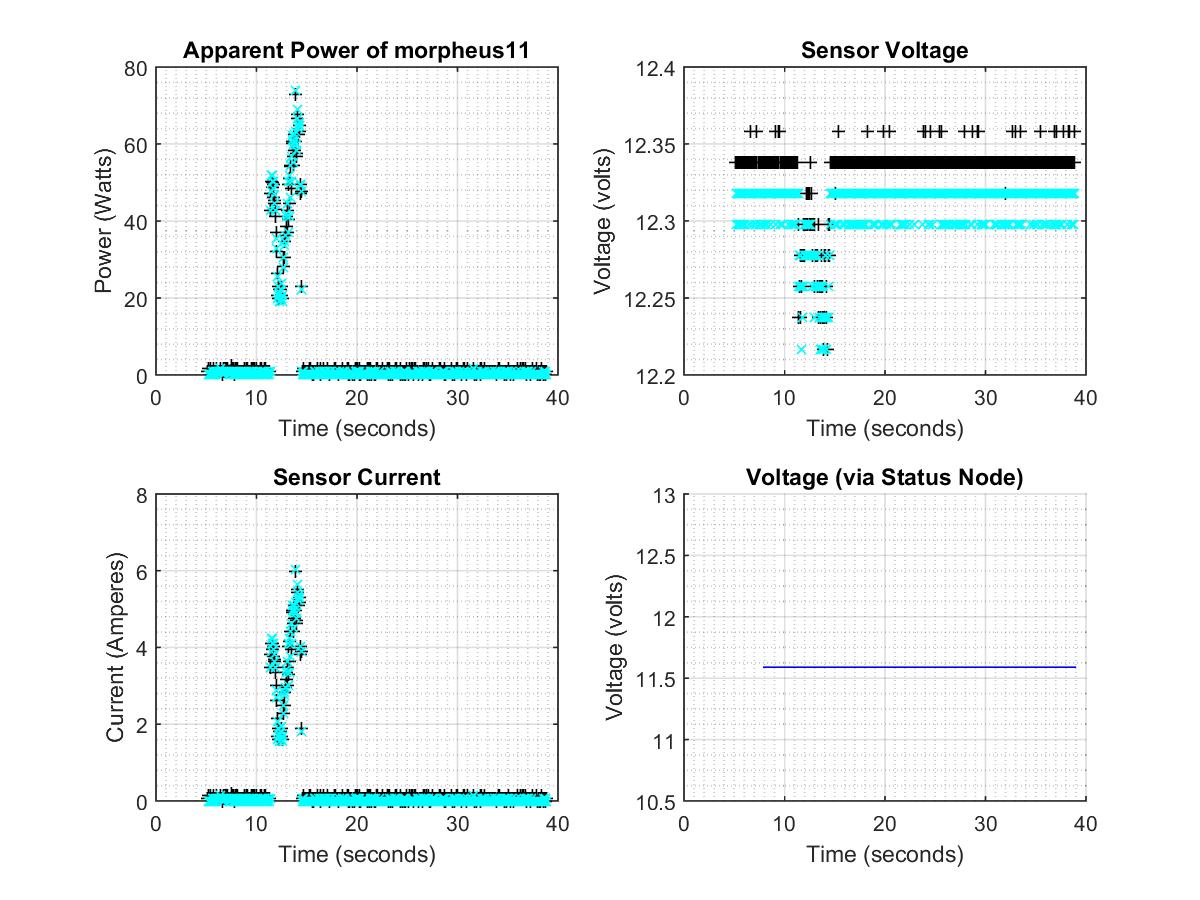 Apparent Power of morpheus11
80
60
40
20
0
0 10 20 30 40
Power (Watts)
Time (seconds)
Sensor Voltage
12.4
12.35
12.3
12.25
12.2
0 10 20 30 40
Voltage (volts)
Time (seconds)
Sensor Current
8
6
4
2
0
0 10 20 30 40
Current (Amperes)
Time (seconds)
Voltage (via Status Node)
13
12.5
12
11.5
11
10.5
0 10 20 30 40
Voltage (volts)
Time (seconds)